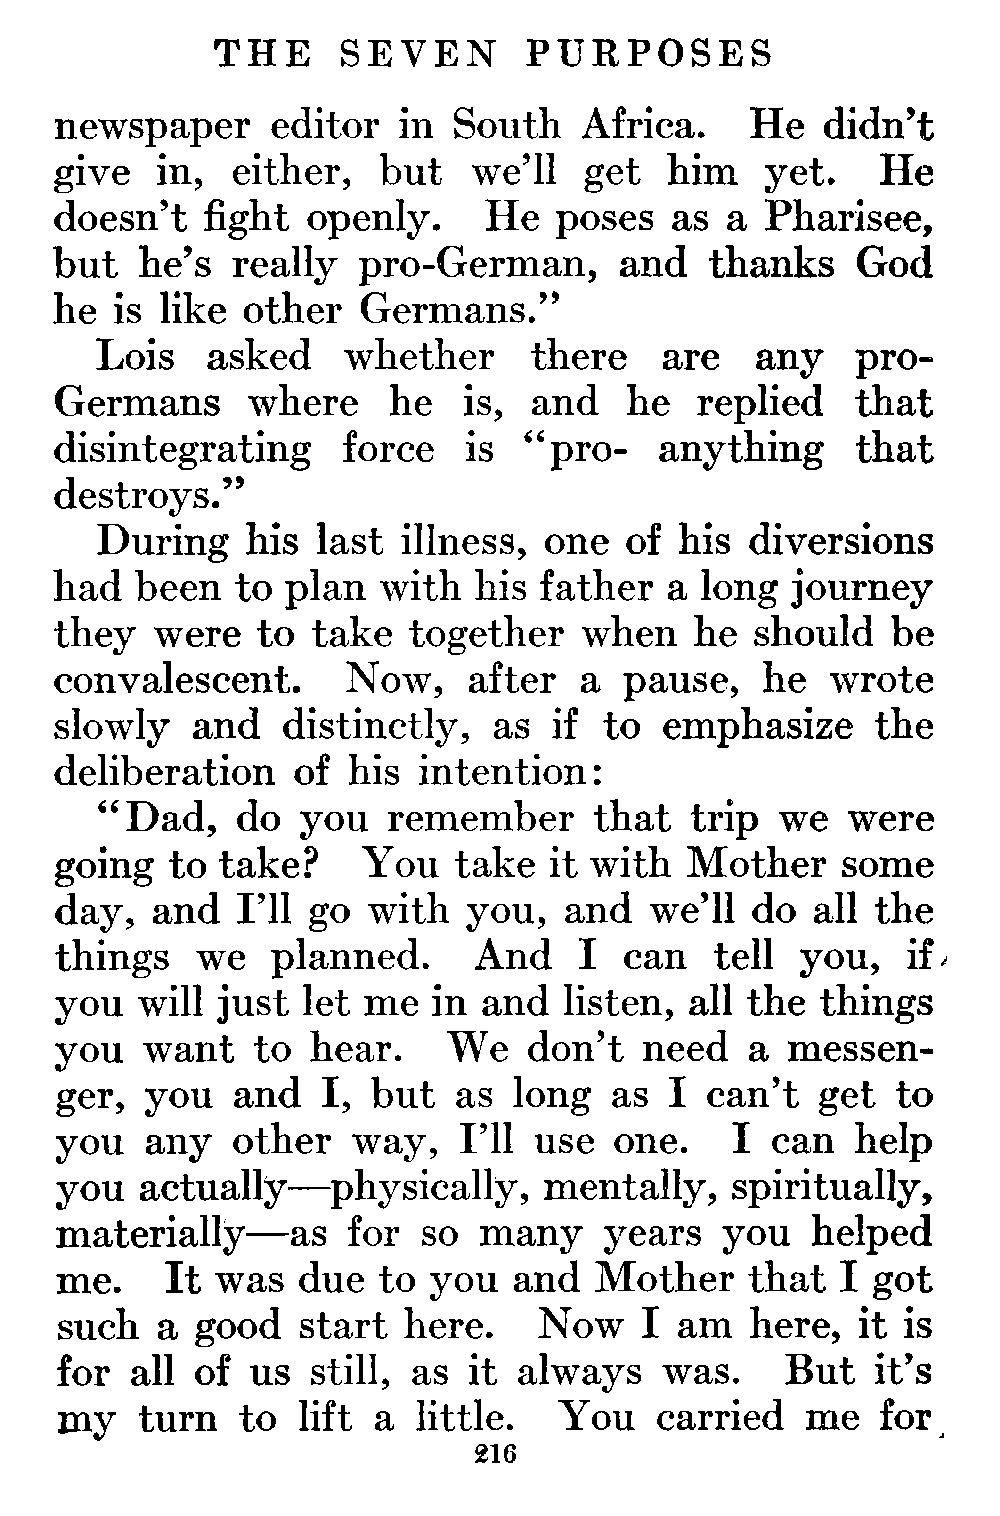 THE SEVEN PURPOSES
newspaper editor in South Africa. He didn't
give in, either, but we'll get him yet. He
doesn't fight openly. He poses as a Pharisee,
but he's really pro-German, and thanks God
he is like other Germans."
Lois asked whether there are any pro-
Germans where he is, and he replied that
disintegrating force is "pro- anything that
destroys."
During his last illness, one of his diversions
had been to plan with his father a long journey
they were to take together when he should be
convalescent. Now, after a pause, he wrote
slowly and distinctly, as if to emphasize the
deliberation of his intention:
"Dad, do you remember that trip we were
going to take? You take it with Mother some
day, and I'll go with you, and we'll do all the
things we planned. And I can tell you, if
you will just let me in and listen, all the things
you want to hear. We don't need a messen-
ger, you and I, but as long as I can't get to
you any other way, I'll use one. I can help
you actually—physically, mentally, spiritually,
materially—as for so many years you helped
me. It was due to you and Mother that I got
such a good start here. Now I am here, it is
for all of us still, as it always was. But it's
my turn to lift a little. You carried me for
216